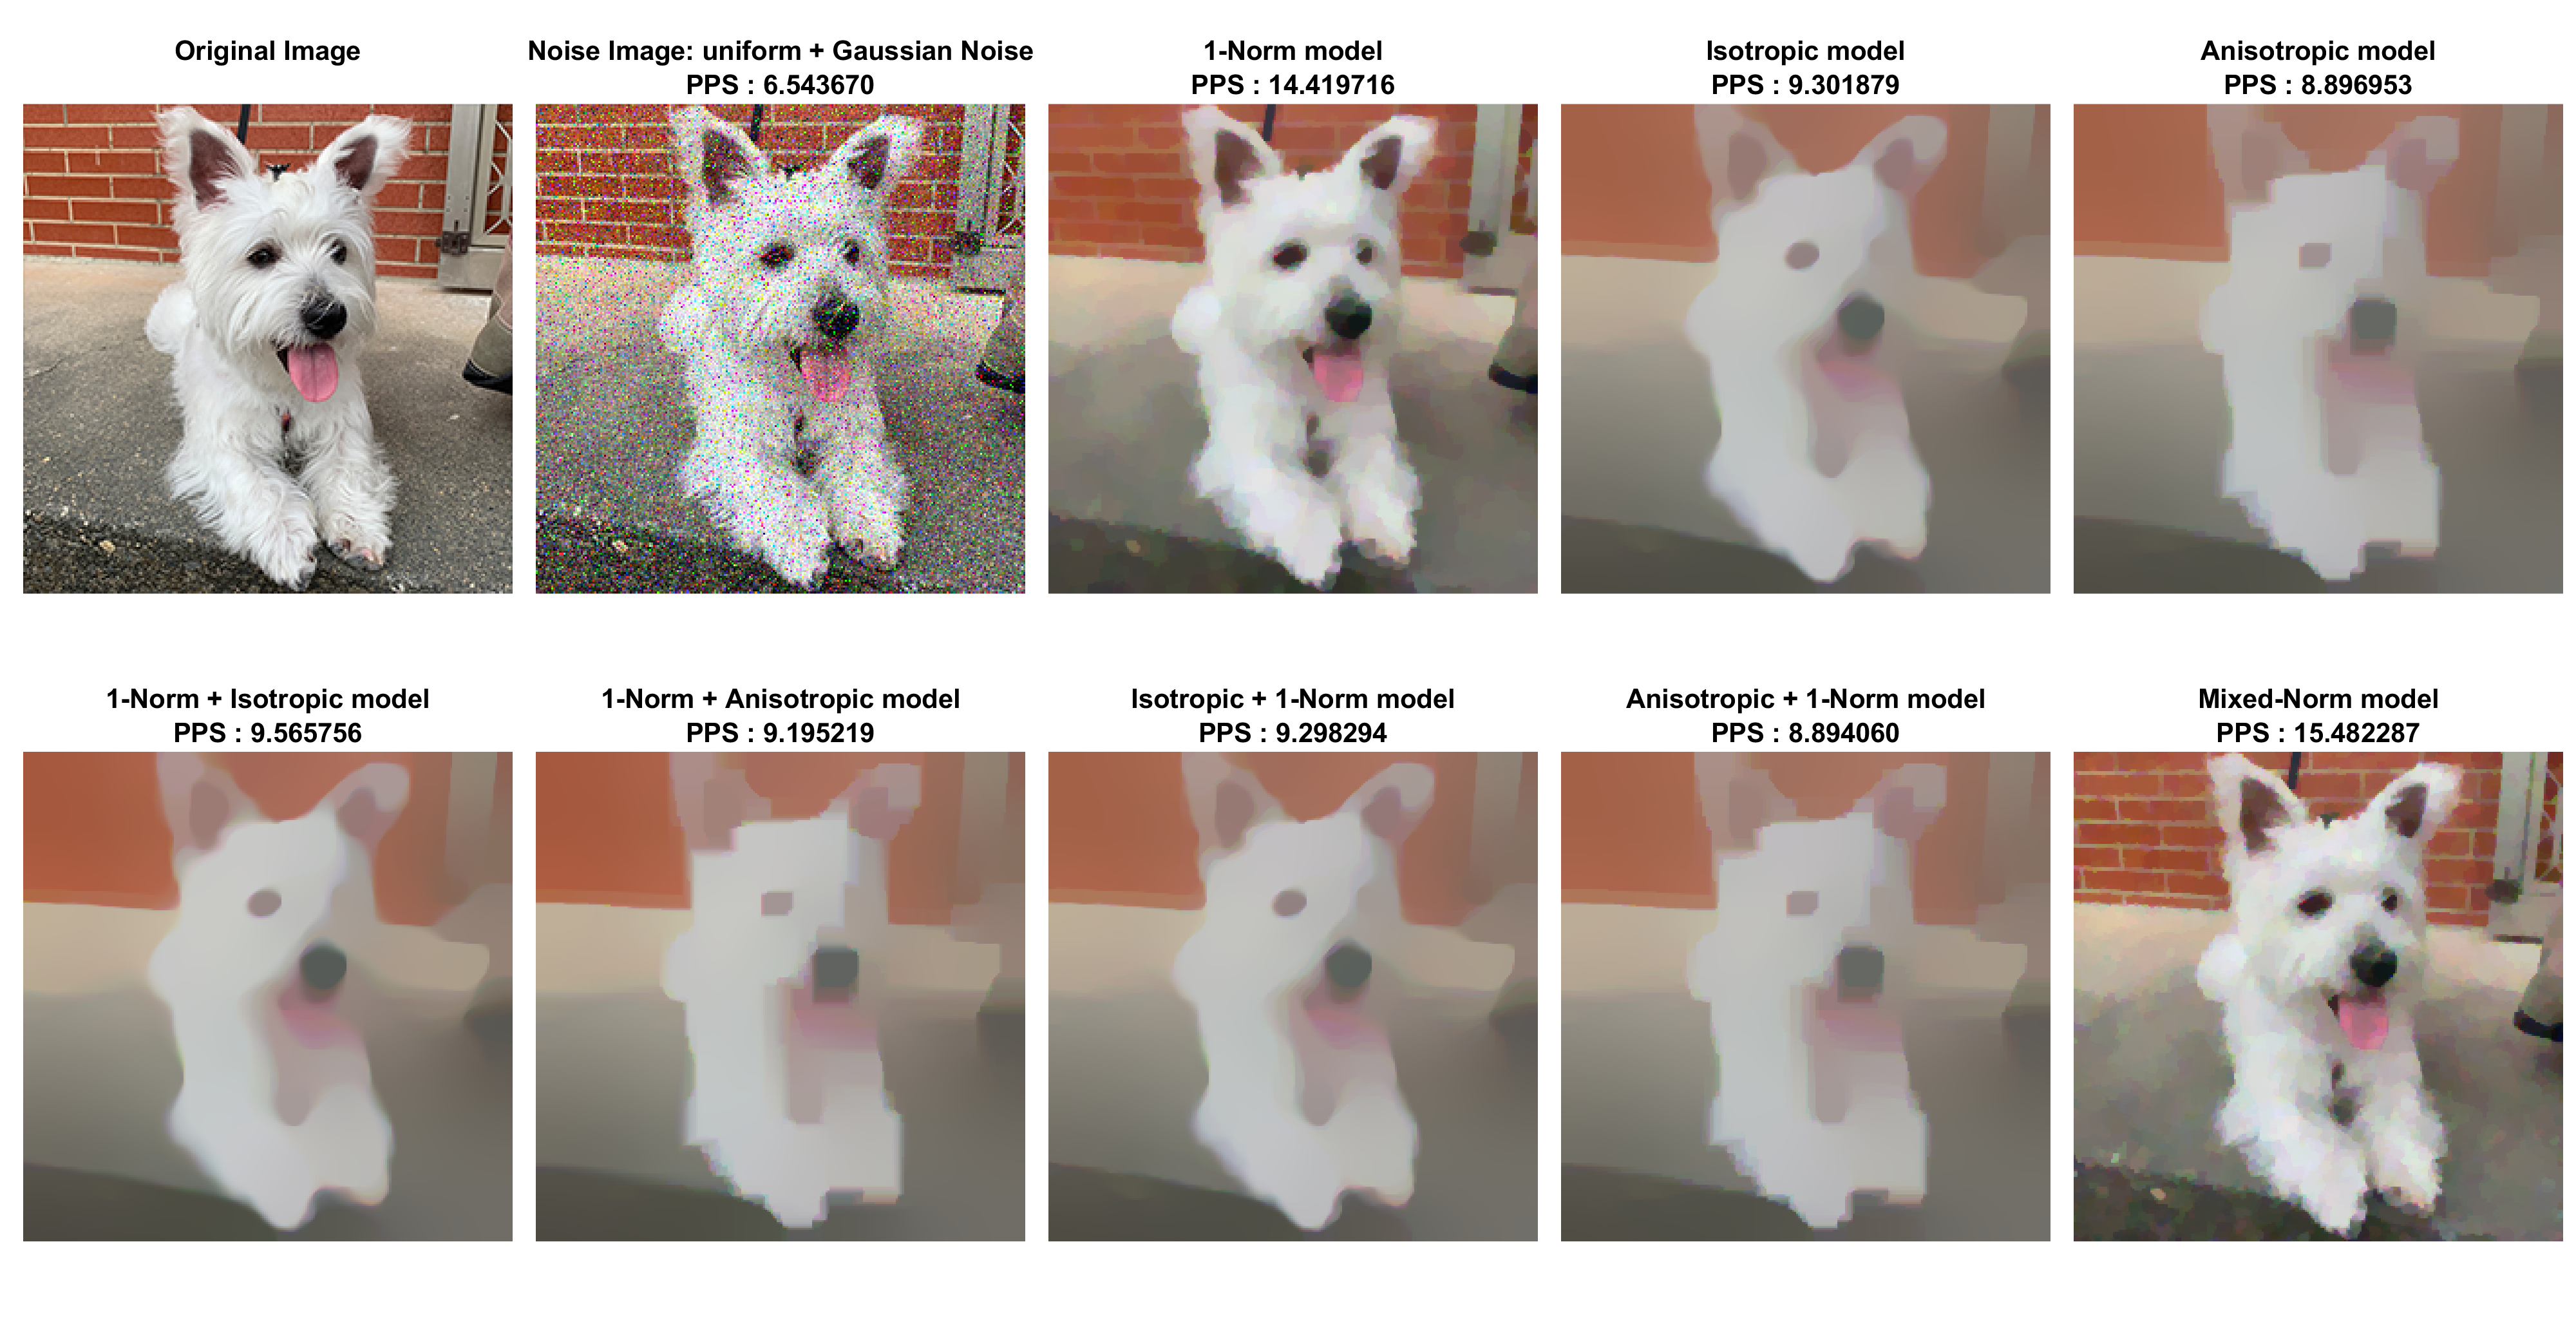 Original Image
Noise Image: uniform + Gaussian Noise
PPS : 6.543670
1-Norm model
PPS : 14.419716
Isotropic model
PPS : 9.301879
Anisotropic model
PPS : 8.896953
1-Norm + Isotropic model
PPS : 9.565756
1-Norm + Anisotropic model
PPS : 9.195219
Isotropic + 1-Norm model
PPS : 9.298294
Anisotropic + 1-Norm model
PPS : 8.894060
Mixed-Norm model
PPS : 15.482287